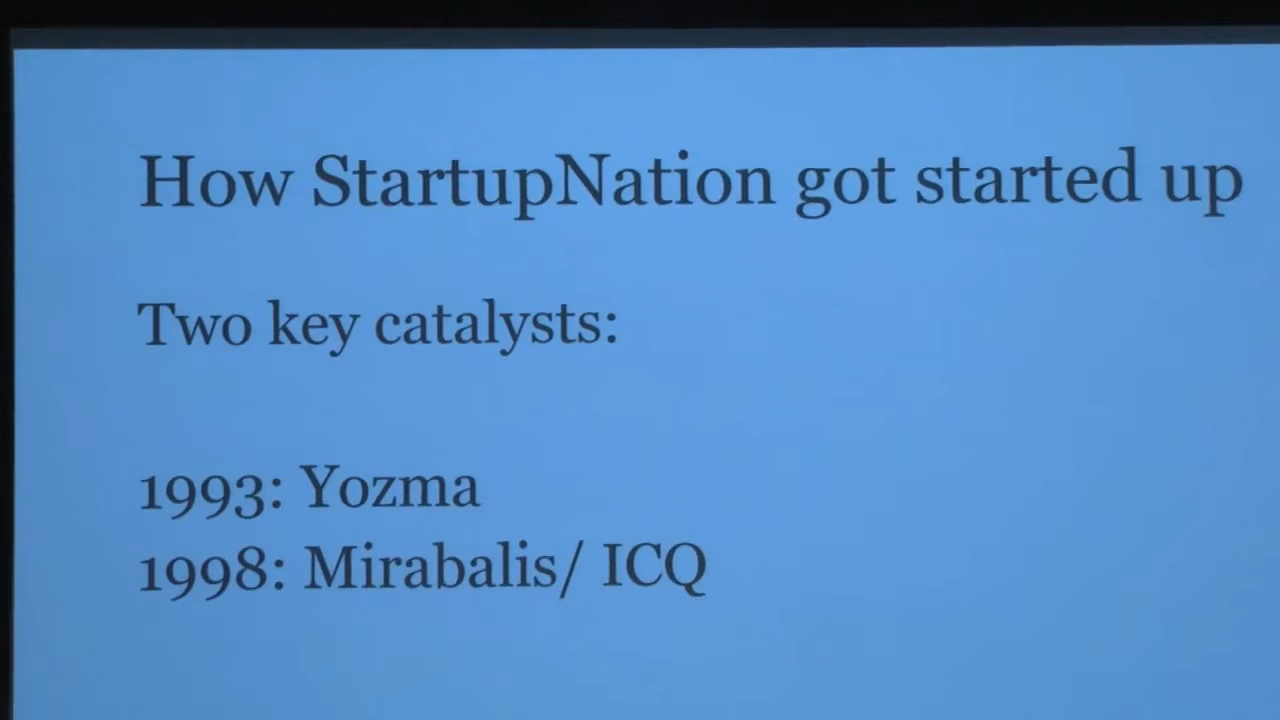 How StartupNation got started up
Two key catalysts:
1993: Yozma
1998: Mirabalis/ ICQ